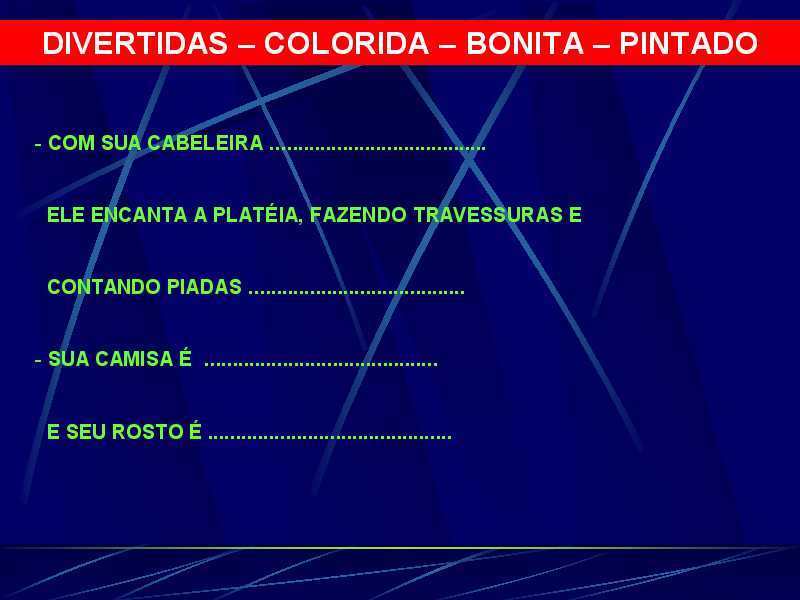 DIVERTIDAS – COLORIDA – BONITA – PINTADO
- COM SUA CABELEIRA ......................................
ELE ENCANTA A PLATÉIA, FAZENDO TRAVESSURAS E
CONTANDO PIADAS ......................................
- SUA CAMISA É .........................................
E SEU ROSTO É ...........................................